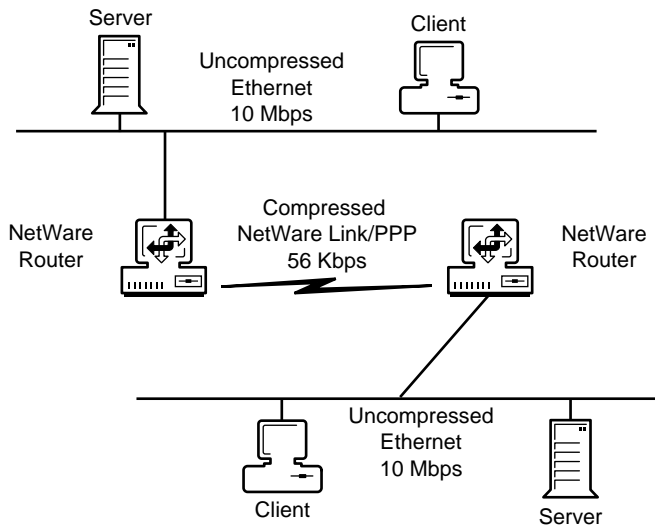 Server
Client
Uncompressed
Ethernet
10 Mbps
NetWare
Router
Compressed
NetWare Link/PPP
56 Kbps
NetWare
Router
Uncompressed
Ethernet
10 Mbps
Client
Server